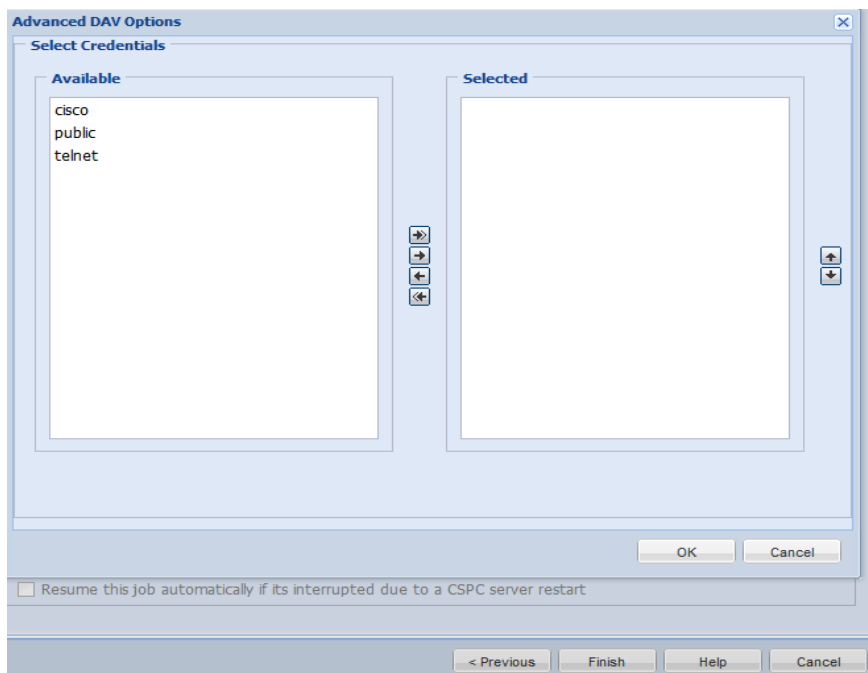 Advanced DAV Options
Select Credentials
Available
cisco
public
telnet
Selected
OK
Cancel
Resume this job automatically if its interrupted due to a CSPC server restart
< Previous
Finish
Help
Cancel